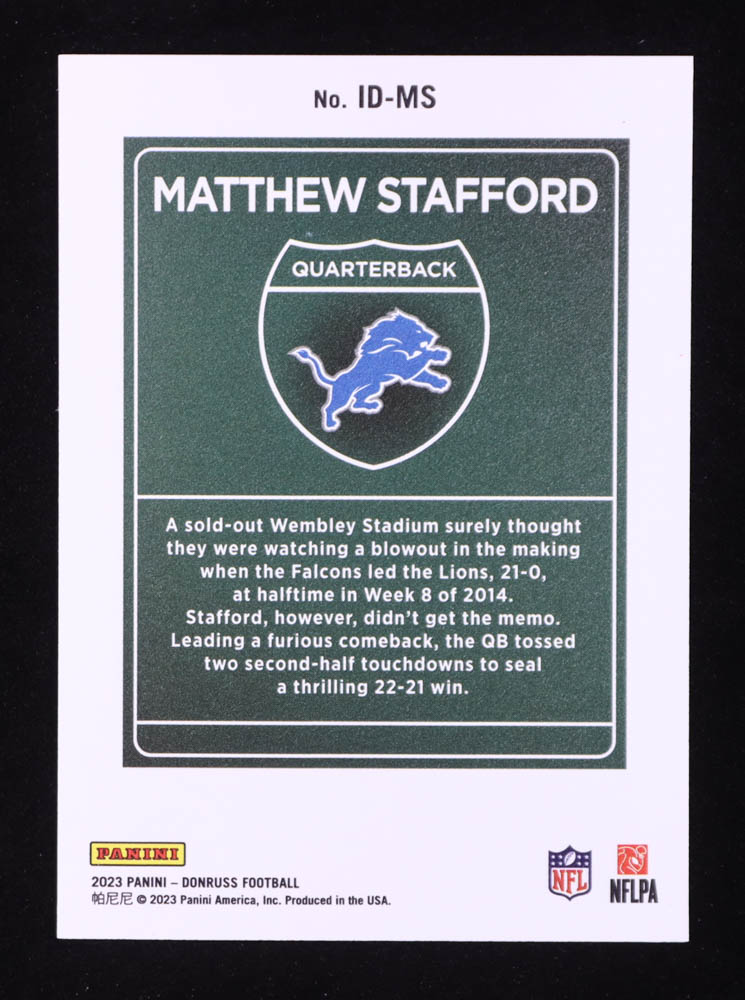 No. ID-MS
MATTHEW STAFFORD
QUARTERBACK
A sold-out Wembley Stadium surely thought
they were watching a blowout in the making
when the Falcons led the Lions, 21-0,
at halftime in Week 8 of 2014.
Stafford, however, didn't get the memo.
Leading a furious comeback, the QB tossed
two second-half touchdowns to seal
a thrilling 22-21 win.
PANINI
2023 PANINI – DONRUSS FOOTBALL
帕尼尼 © 2023 Panini America, Inc. Produced in the USA.
NFL
NFLPA